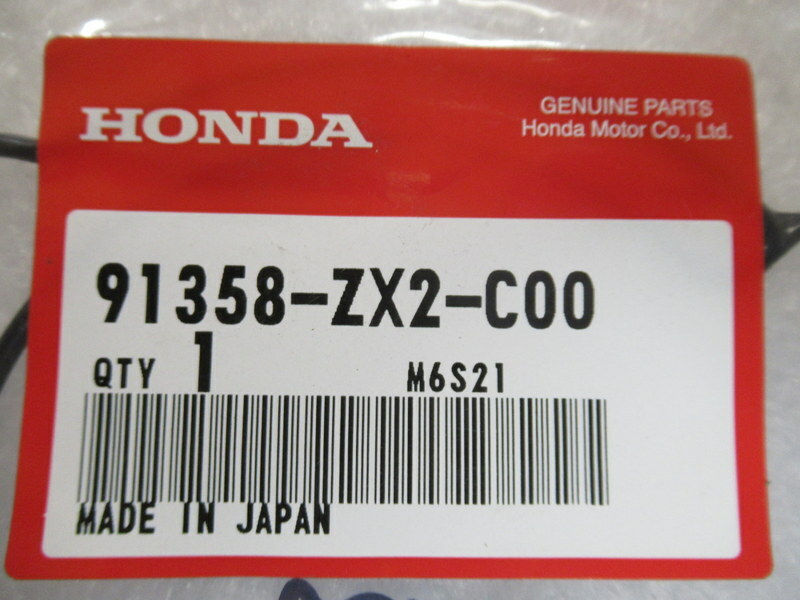 HONDA
GENUINE PARTS
Honda Motor Co., Ltd.
91358-ZX2-C00
QTY 1 M6S21
MADE IN JAPAN